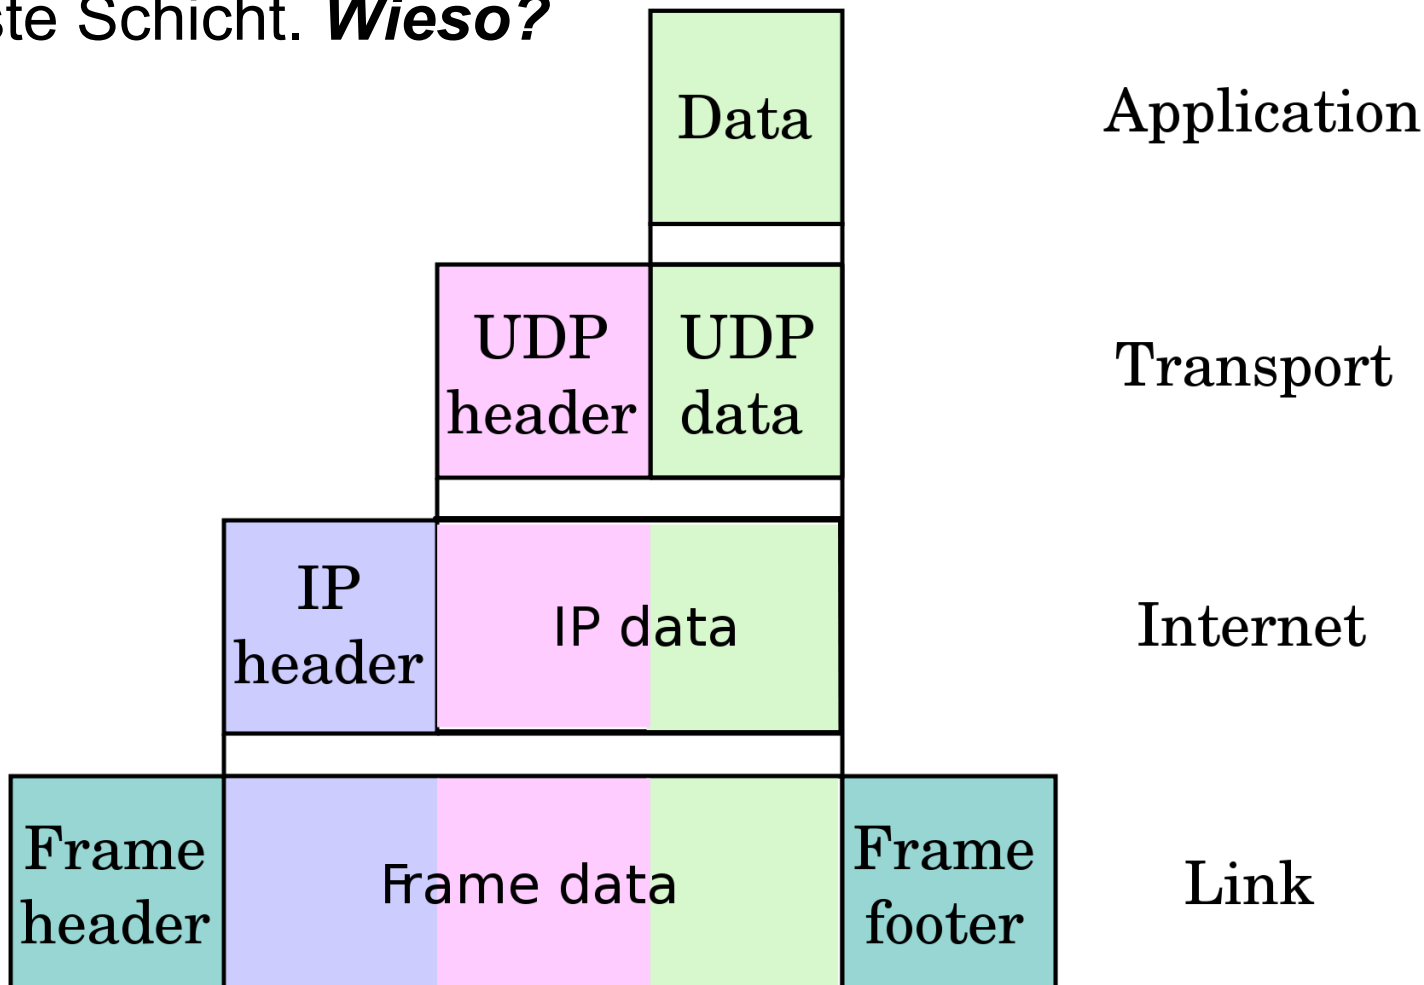 ste Schicht. Wieso?
Data
Application
UDP
header
UDP
data
Transport
IP
header
IP data
Internet
Frame
header
Frame data
Frame
footer
Link